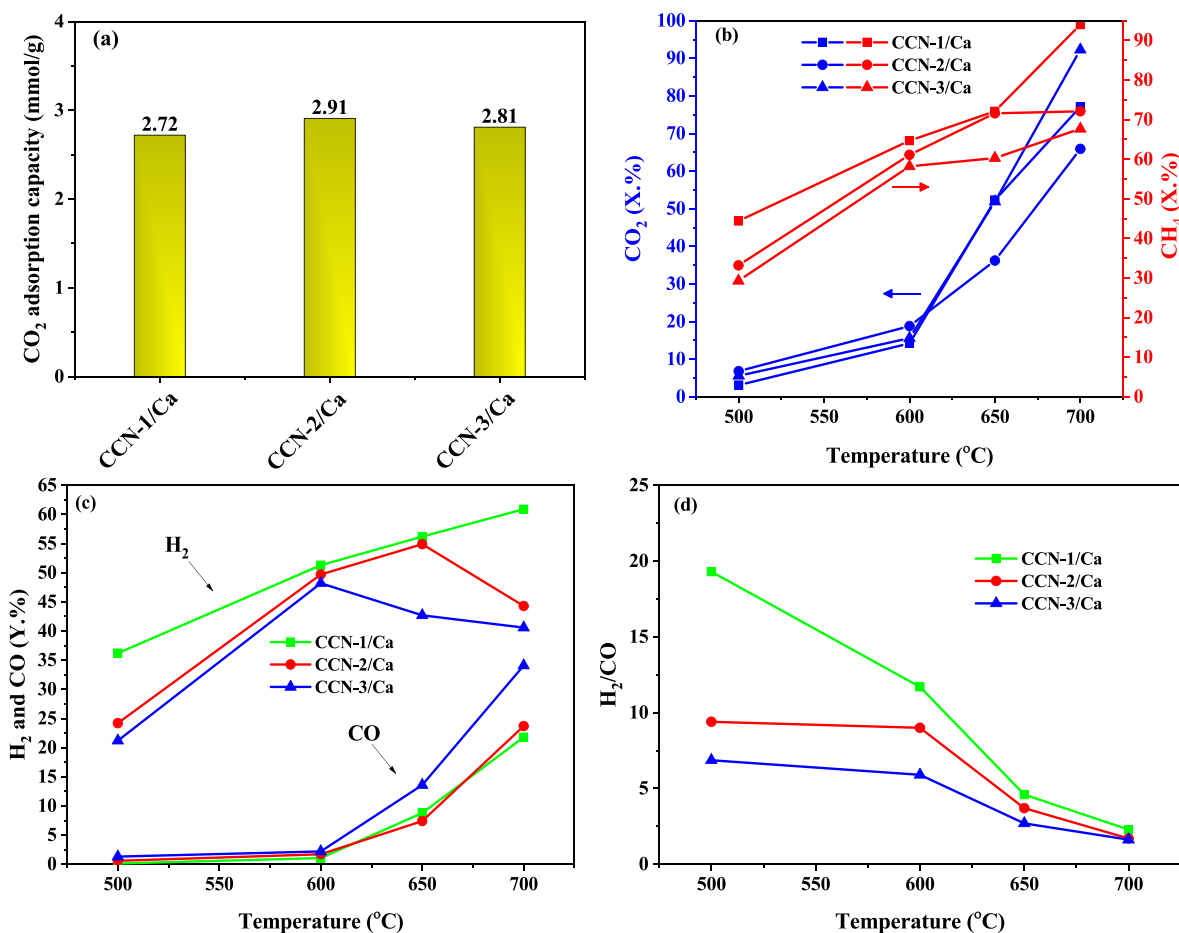 (a)
CO₂ adsorption capacity (mmol/g)
4
3
2
1
0
2.72
2.91
2.81
CCN-1/Ca
CCN-2/Ca
CCN-3/Ca
(b)
CCN-1/Ca
CCN-2/Ca
CCN-3/Ca
CO₂ (X.%)
100
90
80
70
60
50
40
30
20
10
0
CH₄ (X.%)
90
80
70
60
50
40
30
20
10
0
500
550
600
650
700
Temperature (°C)
(c)
H₂ and CO (Y.%)
65
60
55
50
45
40
35
30
25
20
15
10
5
0
H₂
CCN-1/Ca
CCN-2/Ca
CCN-3/Ca
CO
500
550
600
650
700
Temperature (°C)
(d)
H₂/CO
25
20
15
10
5
0
CCN-1/Ca
CCN-2/Ca
CCN-3/Ca
500
550
600
650
700
Temperature (°C)